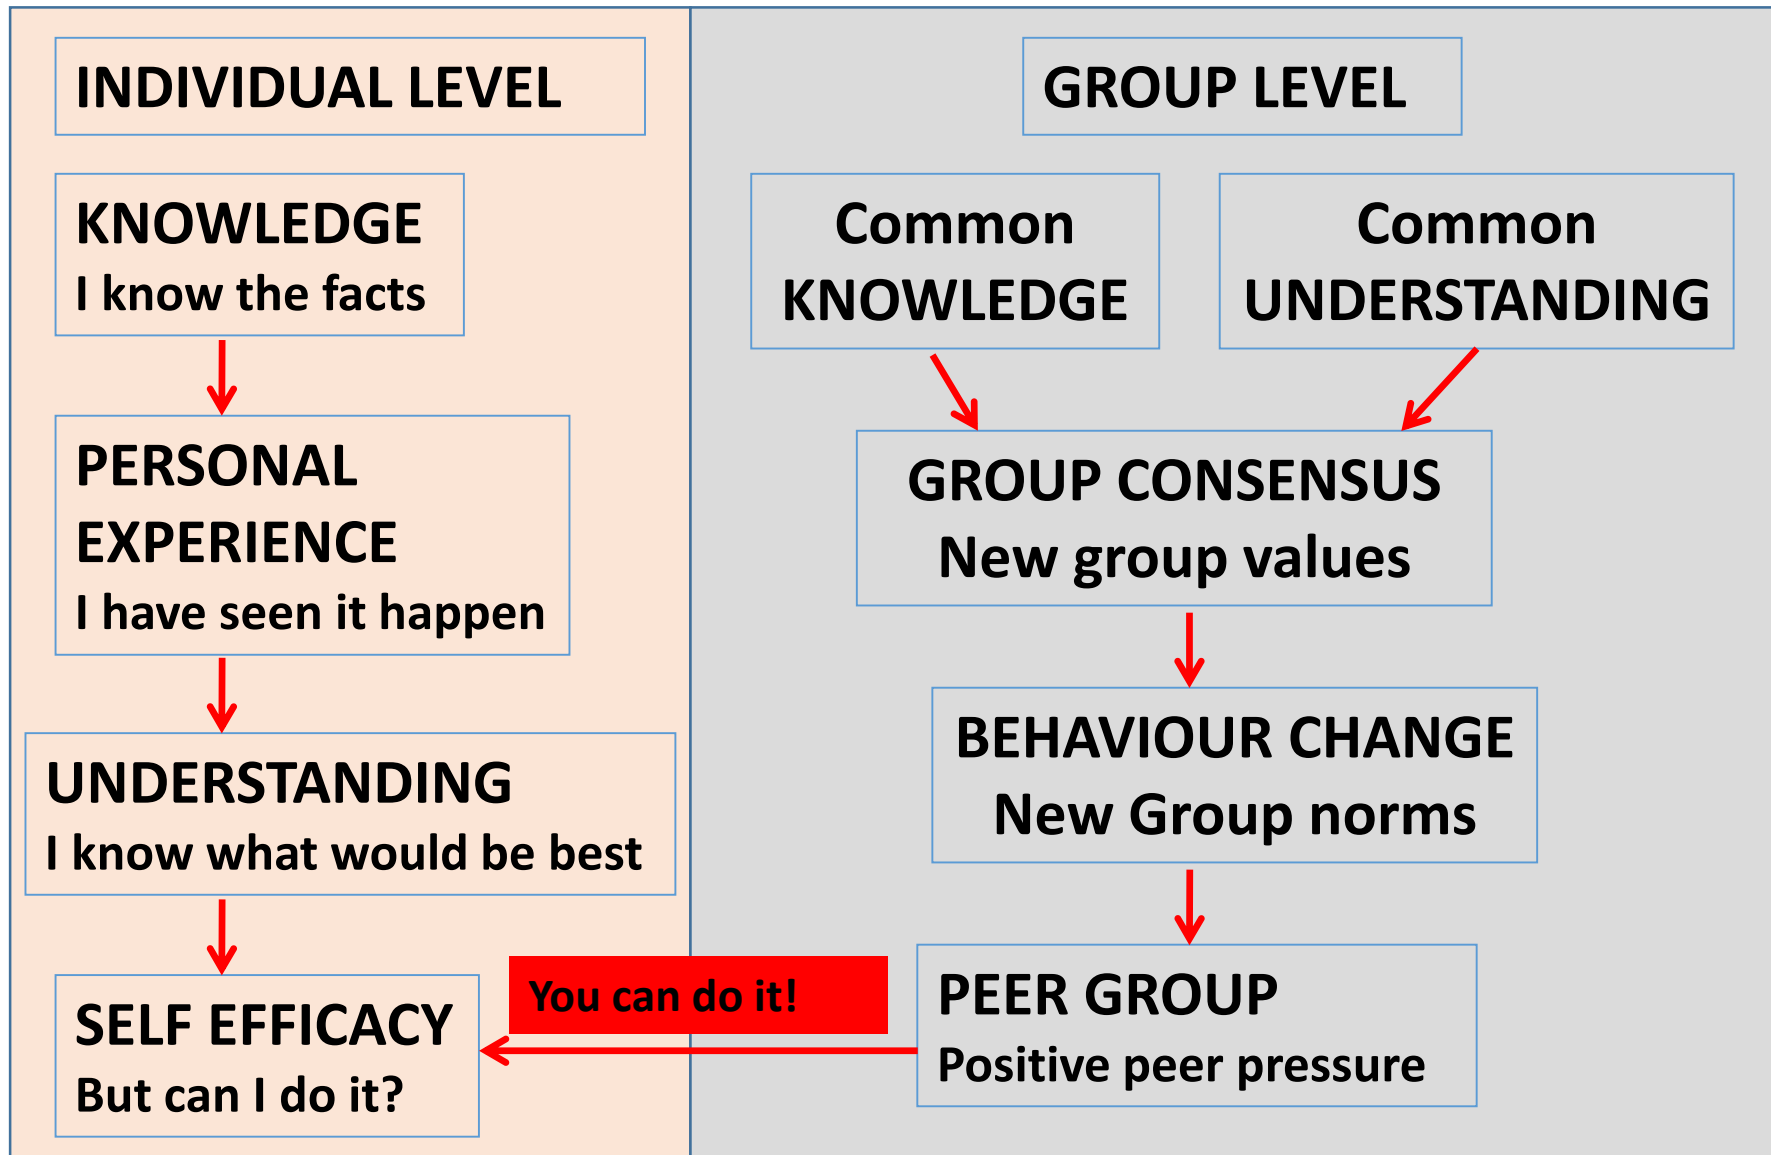 INDIVIDUAL LEVEL
KNOWLEDGE
I know the facts
PERSONAL
EXPERIENCE
I have seen it happen
UNDERSTANDING
I know what would be best
SELF EFFICACY
But can I do it?
You can do it!
GROUP LEVEL
Common
KNOWLEDGE
Common
UNDERSTANDING
GROUP CONSENSUS
New group values
BEHAVIOUR CHANGE
New Group norms
PEER GROUP
Positive peer pressure